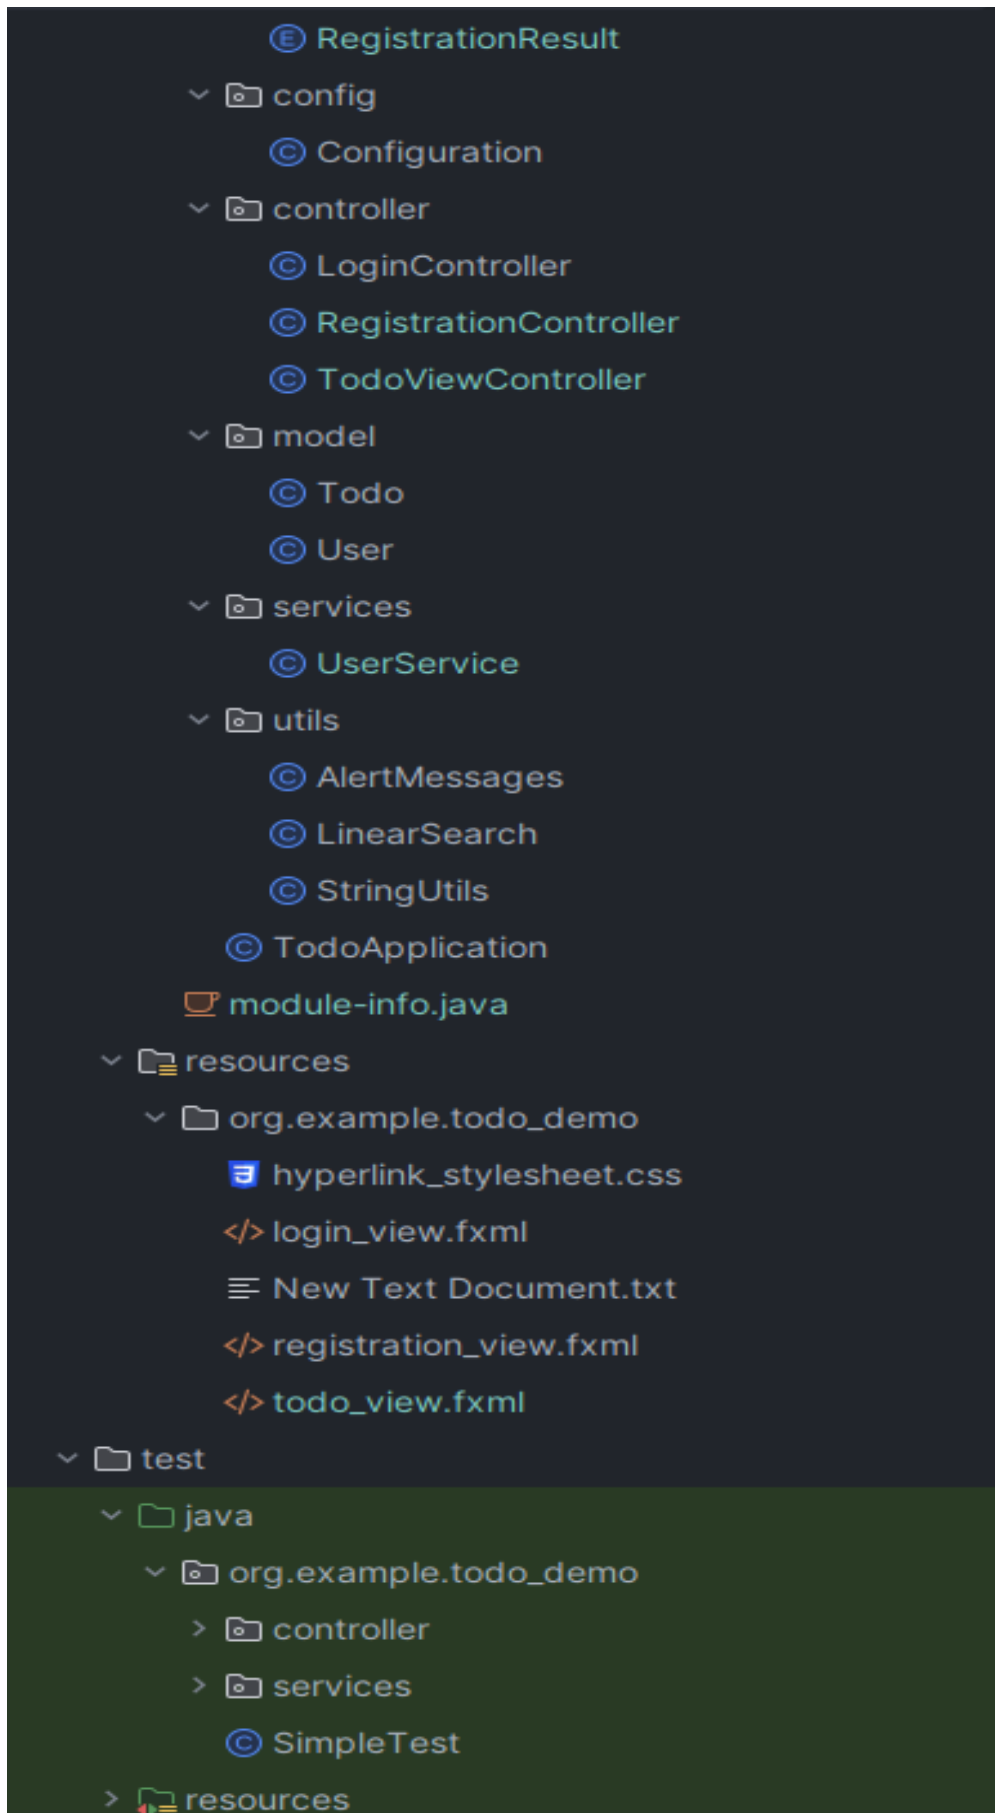 RegistrationResult
config
Configuration
controller
LoginController
RegistrationController
TodoViewController
model
Todo
User
services
UserService
utils
AlertMessages
LinearSearch
StringUtils
TodoApplication
module-info.java
resources
org.example.todo_demo
hyperlink_stylesheet.css
login_view.fxml
New Text Document.txt
registration_view.fxml
todo_view.fxml
test
java
org.example.todo_demo
controller
services
SimpleTest
resources